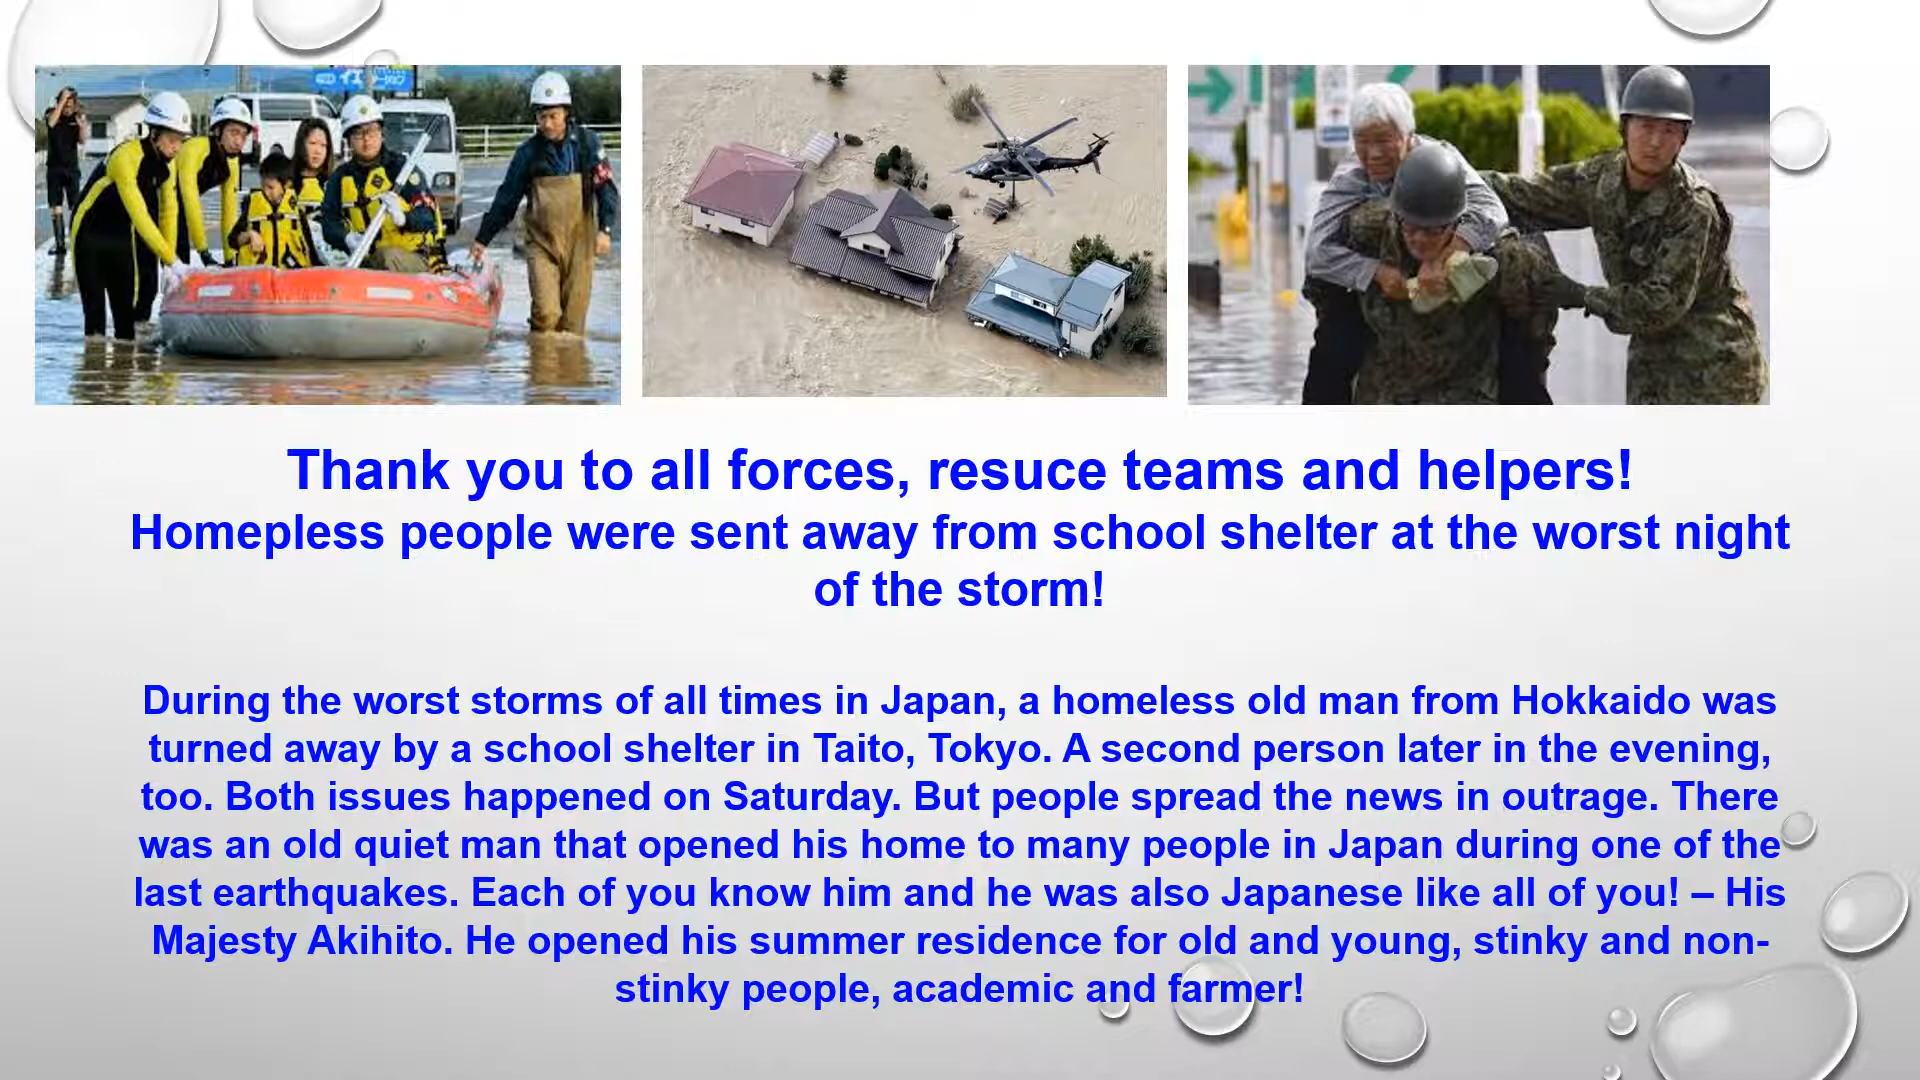 Thank you to all forces, resuce teams and helpers!
Homepless people were sent away from school shelter at the worst night
of the storm!
During the worst storms of all times in Japan, a homeless old man from Hokkaido was
turned away by a school shelter in Taito, Tokyo. A second person later in the evening,
too. Both issues happened on Saturday. But people spread the news in outrage. There
was an old quiet man that opened his home to many people in Japan during one of the
last earthquakes. Each of you know him and he was also Japanese like all of you! – His
Majesty Akihito. He opened his summer residence for old and young, stinky and non-
stinky people, academic and farmer!